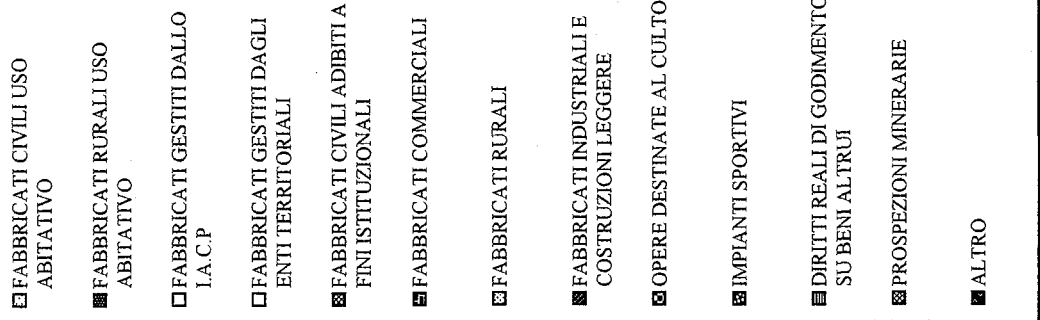 FABBRICATI CIVILI USO
ABITATIVO
FABBRICATI RURALI USO
ABITATIVO
FABBRICATI GESTITI DALLO
I.A.C.P
FABBRICATI GESTITI DAGLI
ENTI TERRITORIALI
FABBRICATI CIVILI ADIBITI A
FINI ISTITUZIONALI
FABBRICATI COMMERCIALI
FABBRICATI RURALI
FABBRICATI INDUSTRIALI E
COSTRUZIONI LEGGERE
OPERE DESTINATE AL CULTO
IMPIANTI SPORTIVI
DIRITTI REALI DI GODIMENTO
SU BENI ALTRUI
PROSPEZIONI MINERARIE
ALTRO